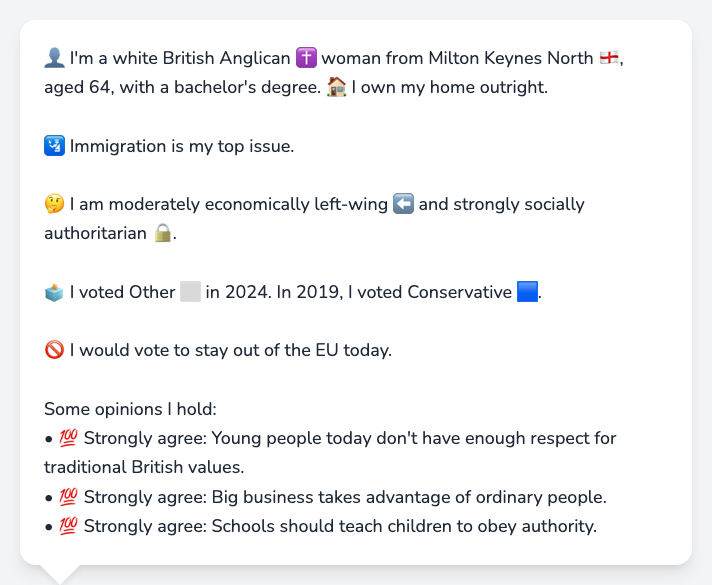 👤 I'm a white British Anglican ✝️ woman from Milton Keynes North 🏴󠁧󠁢󠁥󠁮󠁧󠁿,
aged 64, with a bachelor's degree. 🏠 I own my home outright.
🛂 Immigration is my top issue.
🤔 I am moderately economically left-wing ⬅️ and strongly socially
authoritarian 🔒.
🗳️ I voted Other ⬜ in 2024. In 2019, I voted Conservative 🟦.
🚫 I would vote to stay out of the EU today.
Some opinions I hold:
• 💯 Strongly agree: Young people today don't have enough respect for
traditional British values.
• 💯 Strongly agree: Big business takes advantage of ordinary people.
• 💯 Strongly agree: Schools should teach children to obey authority.